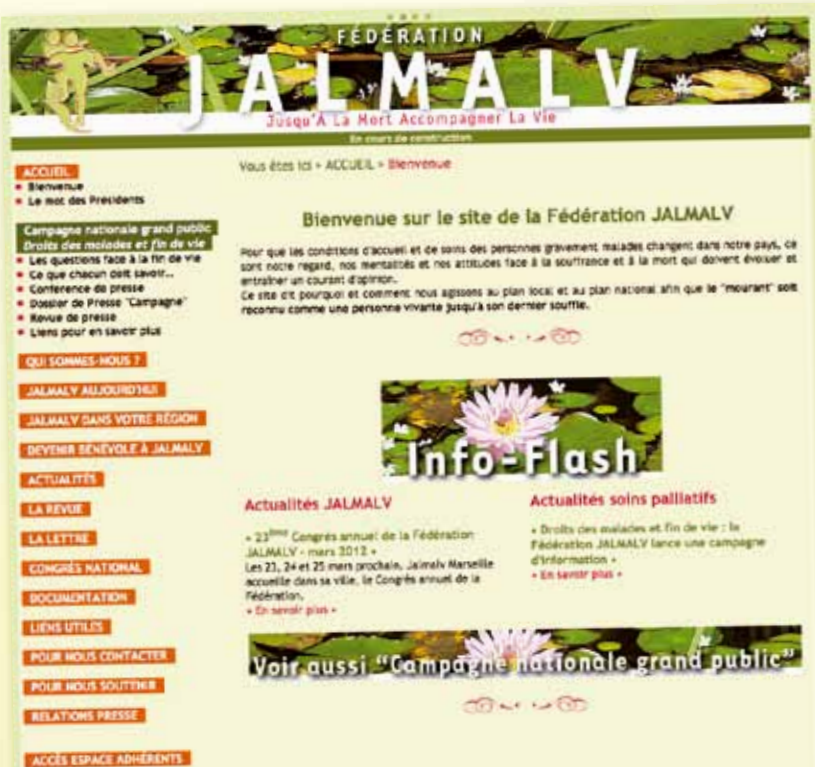 FÉDÉRATION
JALMALV
Jusqu'À La Mort Accompagner La Vie
En cours de construction
ACCUEIL
Bienvenue
Le mot des Présidents
Campagne nationale grand public
Droits des malades et fin de vie
Les questions face à la fin de vie
Ce que chacun doit savoir...
Conférence de presse
Dossier de Presse "Campagne"
Revue de presse
Liens pour en savoir plus
QUI SOMMES-NOUS ?
JALMALV AUJOURD'HUI
JALMALV DANS VOTRE RÉGION
DEVENIR BÉNÉVOLE À JALMALV
ACTUALITÉS
LA REVUE
LA LETTRE
CONGRÈS NATIONAL
DOCUMENTATION
LIENS UTILES
POUR NOUS CONTACTER
POUR NOUS SOUTENIR
RELATIONS PRESSE
ACCÈS ESPACE ADHÉRENTS
Vous êtes ici » ACCUEIL » Bienvenue
Bienvenue sur le site de la Fédération JALMALV
Pour que les conditions d'accueil et de soins des personnes gravement malades changent dans notre pays, ce
sont notre regard, nos mentalités et nos attitudes face à la souffrance et à la mort qui doivent évoluer et
entraîner un courant d'opinion.
Ce site dit pourquoi et comment nous agissons au plan local et au plan national afin que le "mourant" soit
reconnu comme une personne vivante jusqu'à son dernier souffle.
Info-Flash
Actualités JALMALV
« 23ème Congrès annuel de la Fédération
JALMALV - mars 2012 »
Les 23, 24 et 25 mars prochain, Jalmalv Marseille
accueille dans sa ville, le Congrès annuel de la
Fédération.
« En savoir plus »
Actualités soins palliatifs
« Droits des malades et fin de vie : la
Fédération JALMALV lance une campagne
d'information »
« En savoir plus »
Voir aussi "Campagne nationale grand public"